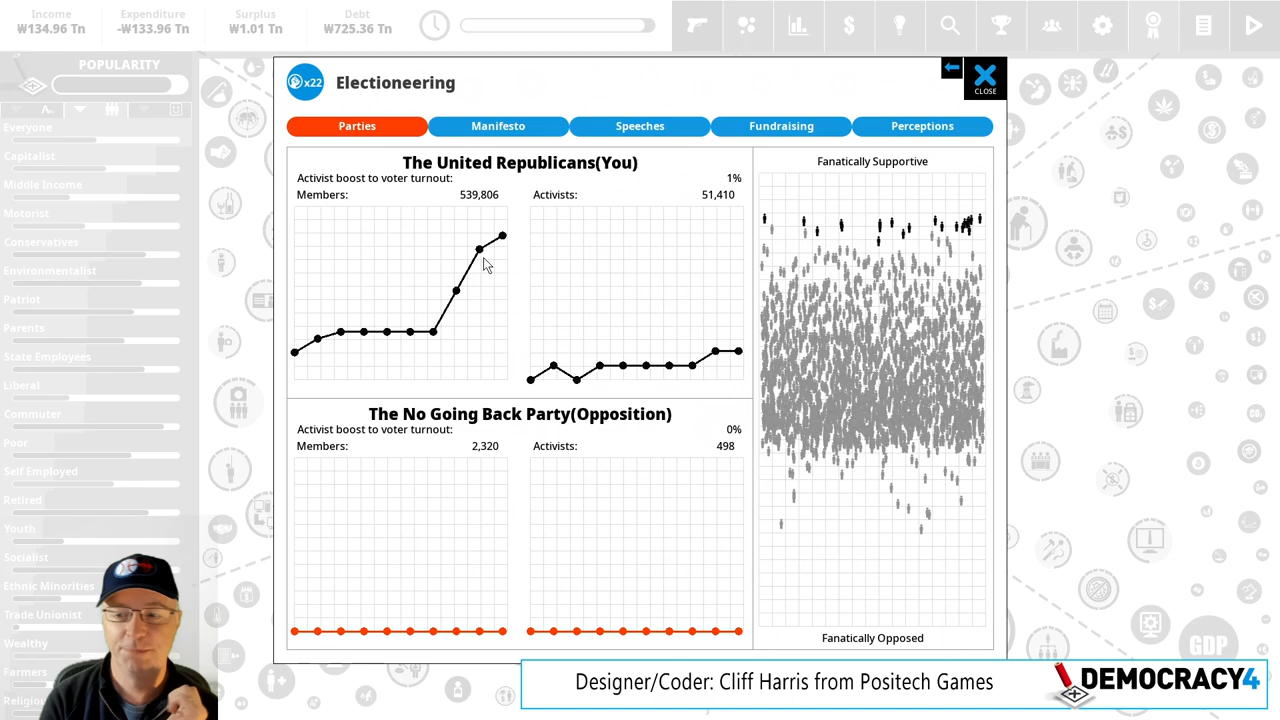 Income
₩134.96 Tn
Expenditure
-₩133.96 Tn
Surplus
₩1.01 Tn
Debt
₩725.36 Tn
POPULARITY
Everyone
Capitalist
Middle Income
Motorist
Conservatives
Environmentalist
Patriot
Parents
State Employees
Liberal
Commuter
Poor
Self Employed
Retired
Youth
Socialist
Ethnic Minorities
Trade Unionist
Wealthy
Farmers
x22
Electioneering
CLOSE
Parties
Manifesto
Speeches
Fundraising
Perceptions
The United Republicans(You)
Activist boost to voter turnout: 1%
Members: 539,806
Activists: 51,410
The No Going Back Party(Opposition)
Activist boost to voter turnout: 0%
Members: 2,320
Activists: 498
Fanatically Supportive
Fanatically Opposed
GDP
Designer/Coder: Cliff Harris from Positech Games
DEMOCRACY4